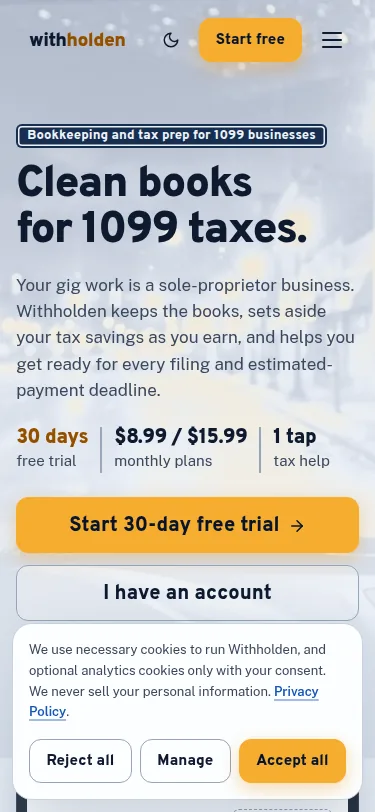 withholden
Start free
Bookkeeping and tax prep for 1099 businesses
Clean books
for 1099 taxes.
Your gig work is a sole-proprietor business.
Withholden keeps the books, sets aside
your tax savings as you earn, and helps you
get ready for every filing and estimated-
payment deadline.
30 days
free trial
$8.99 / $15.99
monthly plans
1 tap
tax help
Start 30-day free trial →
I have an account
We use necessary cookies to run Withholden, and
optional analytics cookies only with your consent.
We never sell your personal information. Privacy
Policy.
Reject all
Manage
Accept all